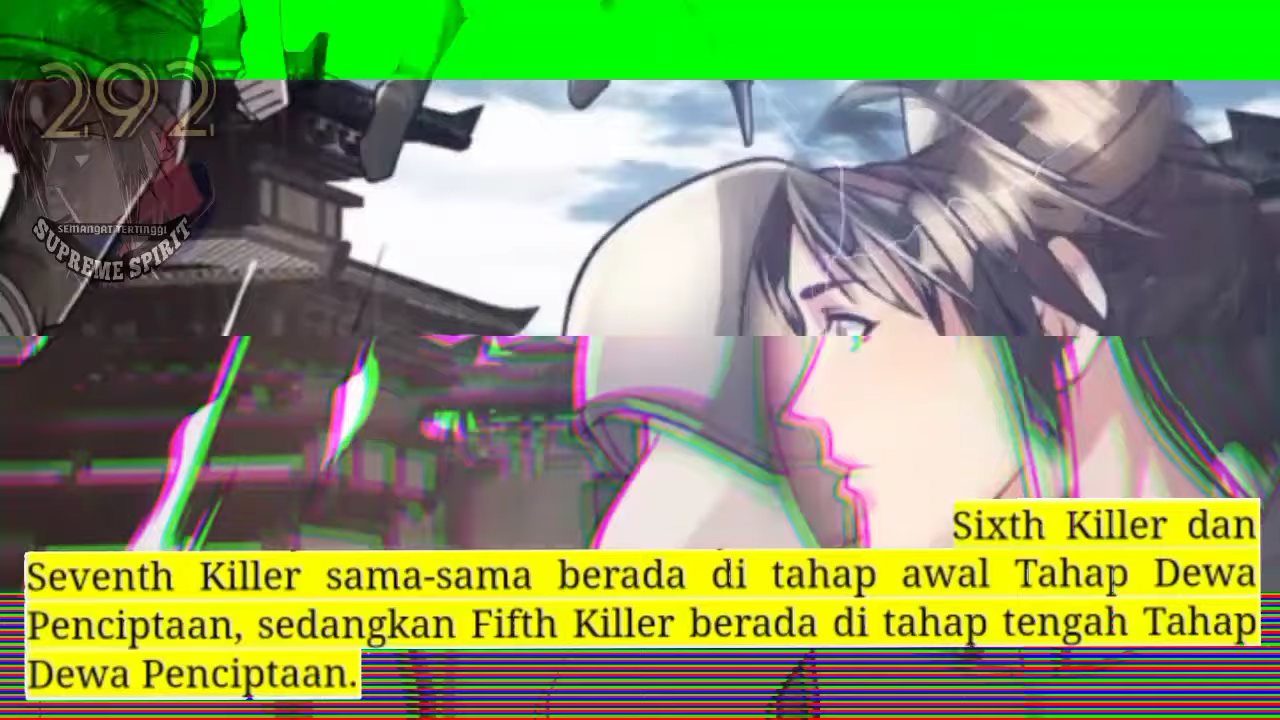 292
SEMANGAT TERTINGGI
SUPREME SPIRIT
Sixth Killer dan
Seventh Killer sama-sama berada di tahap awal Tahap Dewa
Penciptaan, sedangkan Fifth Killer berada di tahap tengah Tahap
Dewa Penciptaan.